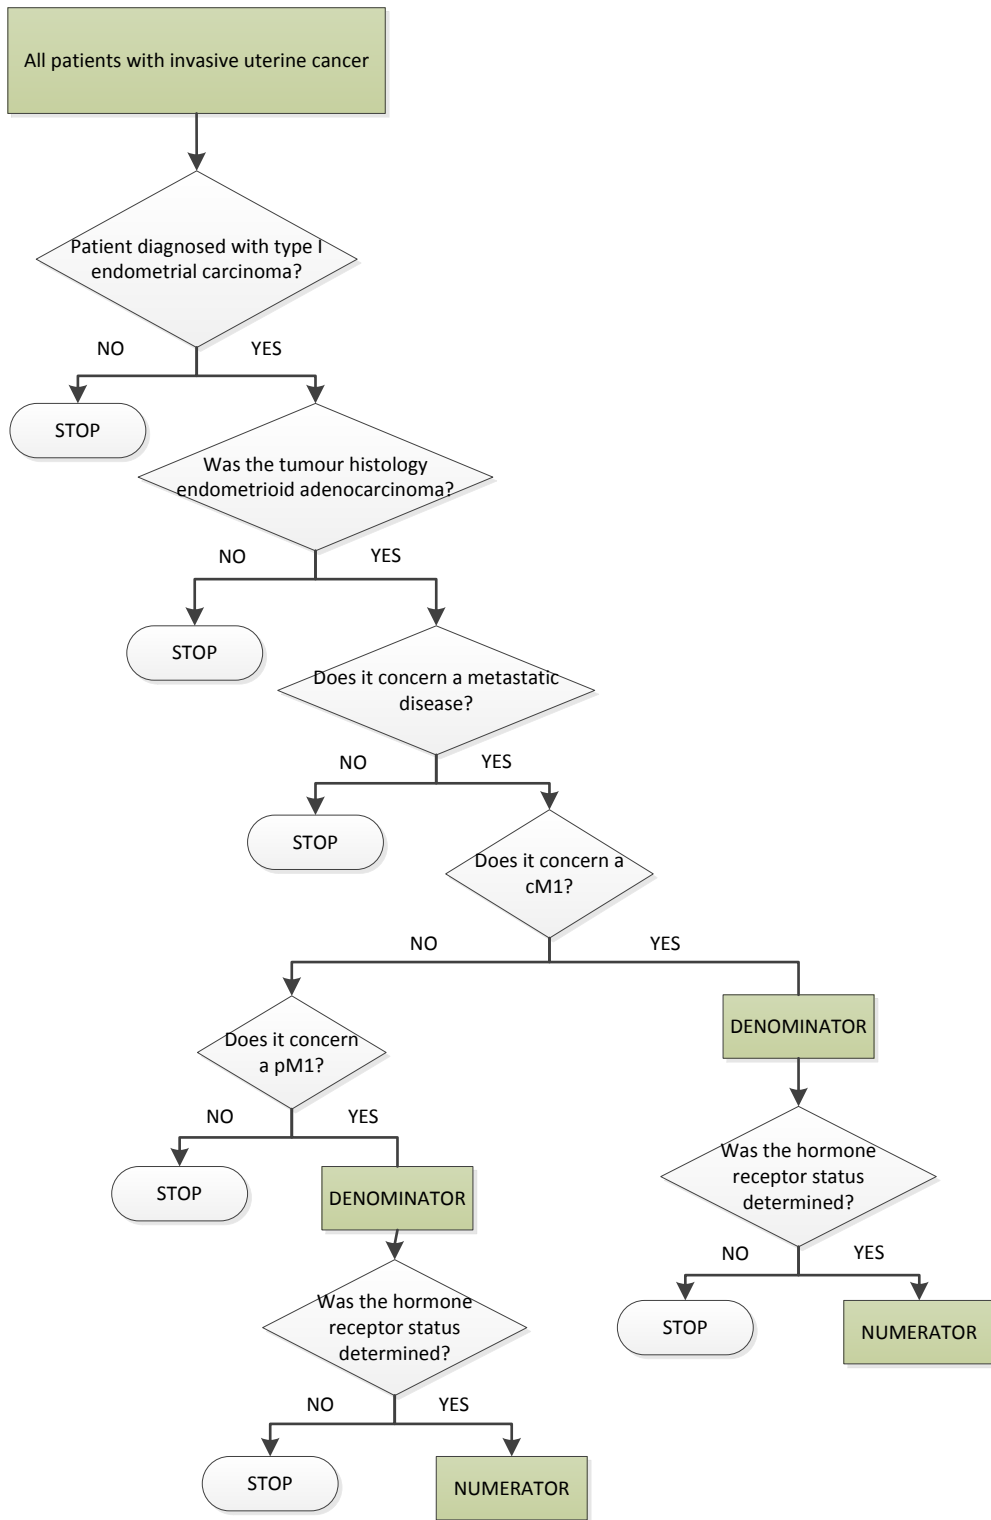 All patients with invasive uterine cancer
Patient diagnosed with type I
endometrial carcinoma?
NO
YES
STOP
Was the tumour histology
endometrioid adenocarcinoma?
NO
YES
STOP
Does it concern a metastatic
disease?
NO
YES
STOP
Does it concern a
cM1?
NO
YES
Does it concern
a pM1?
DENOMINATOR
NO
YES
STOP
DENOMINATOR
Was the hormone
receptor status
determined?
NO
YES
STOP
NUMERATOR
Was the hormone
receptor status
determined?
NO
YES
STOP
NUMERATOR